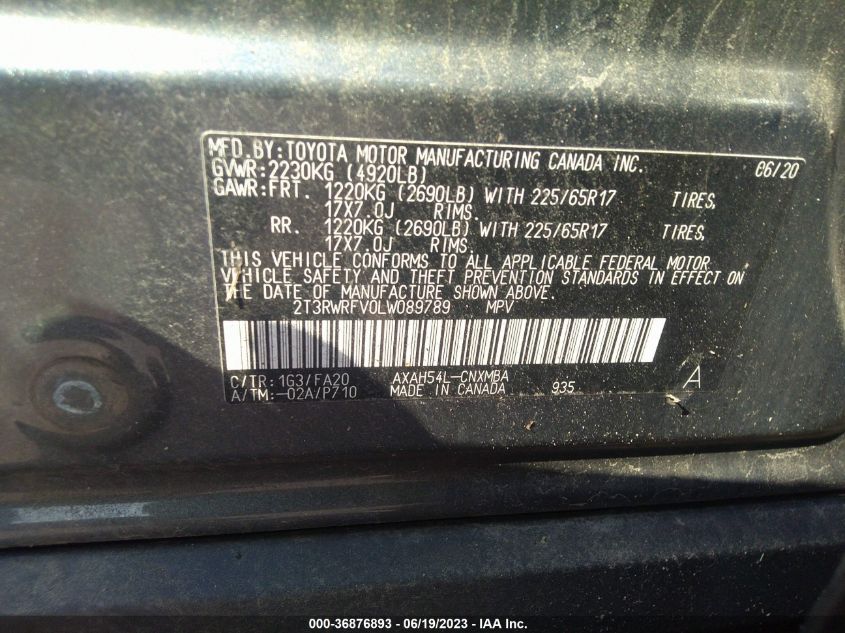 MFD.BY:TOYOTA MOTOR MANUFACTURING CANADA INC. 06/20
GVWR:2230KG (4920LB)
GAWR:FRT. 1220KG (2690LB) WITH 225/65R17 TIRES,
17X7.0J RIMS.
RR. 1220KG (2690LB) WITH 225/65R17 TIRES,
17X7.0J RIMS.
THIS VEHICLE CONFORMS TO ALL APPLICABLE FEDERAL MOTOR
VEHICLE SAFETY AND THEFT PREVENTION STANDARDS IN EFFECT ON
THE DATE OF MANUFACTURE SHOWN ABOVE.
2T3RWRFV0LW089789 MPV
C/TR:1G3/FA20 AXAH54L-CNXMBA A
A/TM:-02A/P710 MADE IN CANADA 935
000-36876893 - 06/19/2023 - IAA Inc.